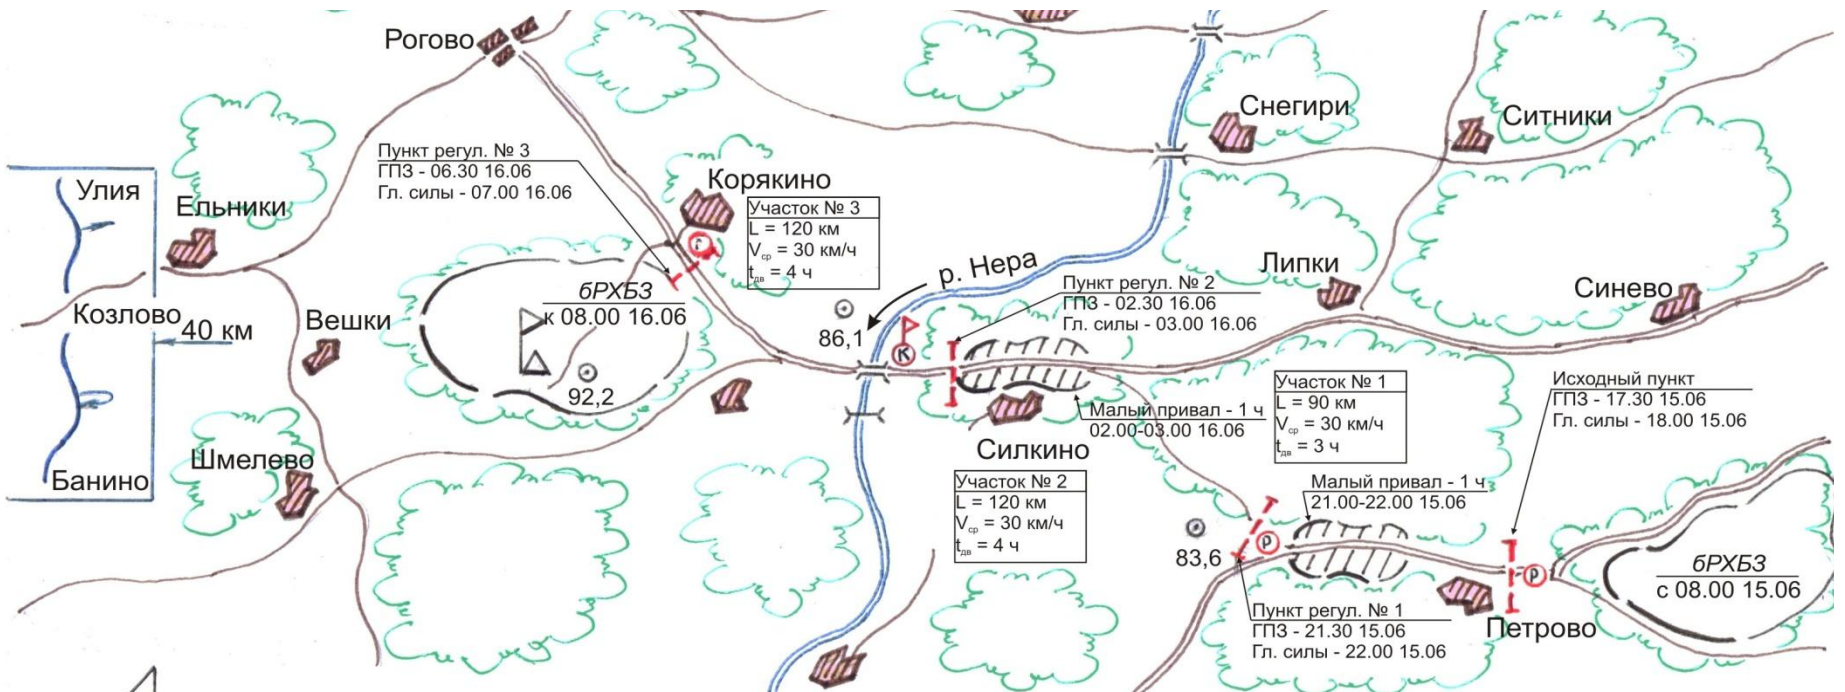 Рогово
Снегири
Ситники
Пункт регул. № 3
ГПЗ - 06.30 16.06
Гл. силы - 07.00 16.06
Корякино
Улия
Ельники
Участок № 3
L = 120 км
Vср = 30 км/ч
tдв = 4 ч
р. Нера
Липки
Синево
Пункт регул. № 2
ГПЗ - 02.30 16.06
Гл. силы - 03.00 16.06
бРХБЗ
к 08.00 16.06
Козлово
40 км
Вешки
86,1
К
92,2
Участок № 1
L = 90 км
Vср = 30 км/ч
tдв = 3 ч
Исходный пункт
ГПЗ - 17.30 15.06
Гл. силы - 18.00 15.06
Малый привал - 1 ч
02.00-03.00 16.06
Силкино
Шмелево
Банино
Участок № 2
L = 120 км
Vср = 30 км/ч
tдв = 4 ч
Малый привал - 1 ч
21.00-22.00 15.06
83,6
Р
Р
бРХБЗ
с 08.00 15.06
Пункт регул. № 1
ГПЗ - 21.30 15.06
Гл. силы - 22.00 15.06
Петрово